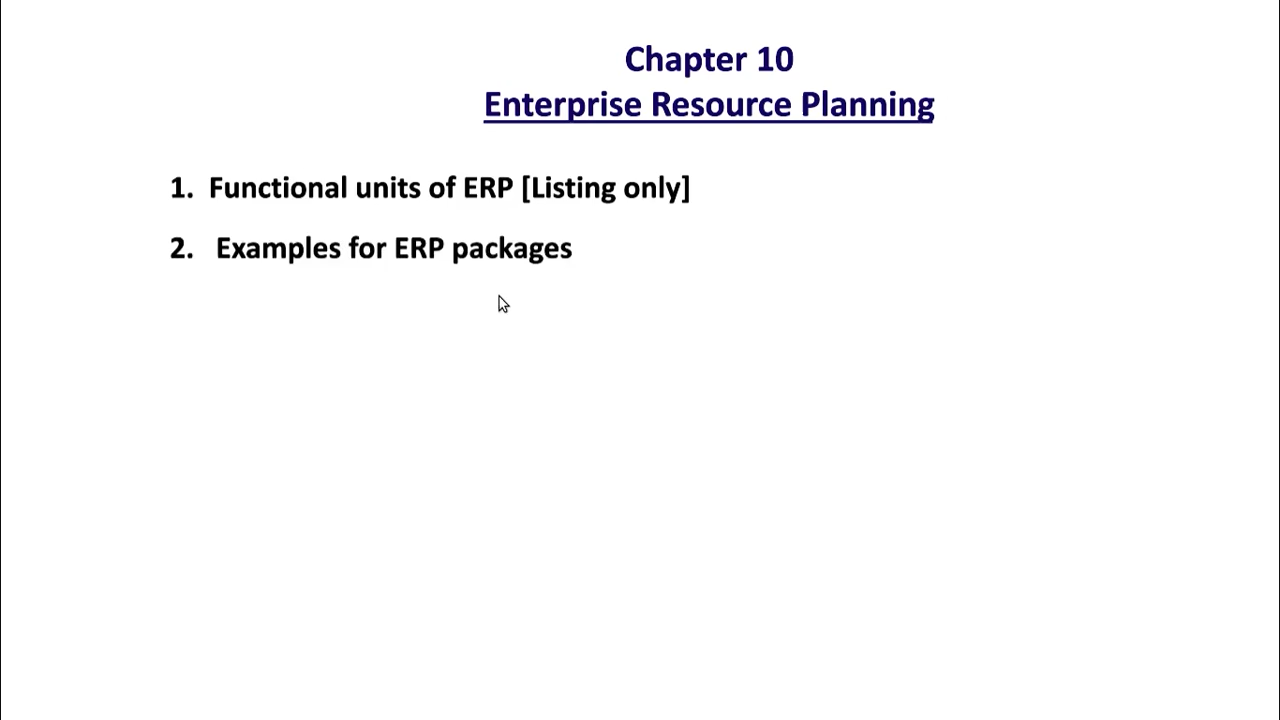 Chapter 10
Enterprise Resource Planning
1. Functional units of ERP [Listing only]
2. Examples for ERP packages